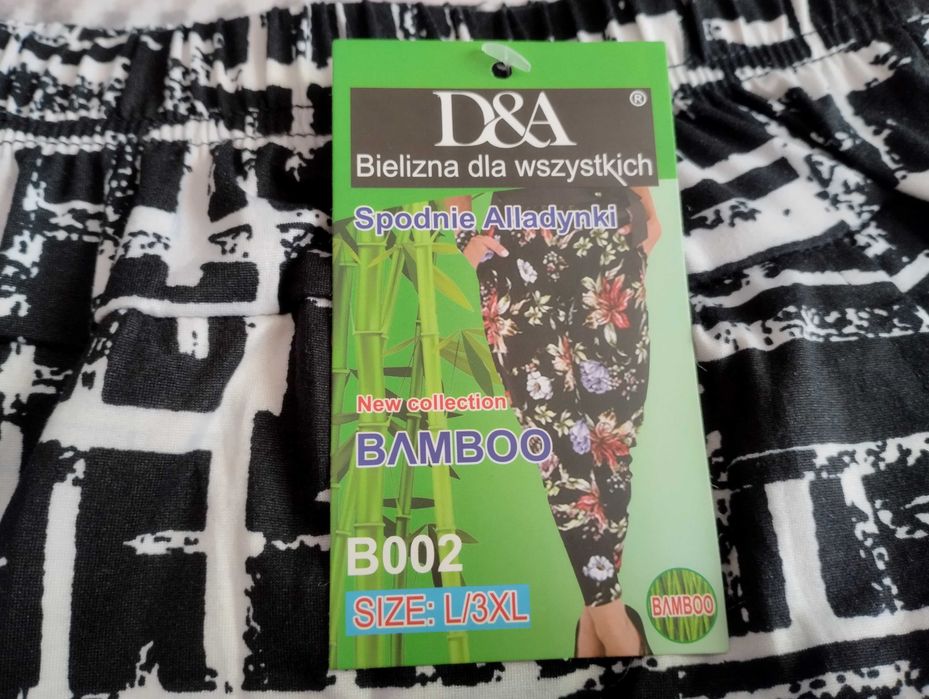 D&A ®
Bielizna dla wszystkich
Spodnie Alladynki
New collection
BΛMBOO
B002
SIZE: L/3XL
BΛMBOO